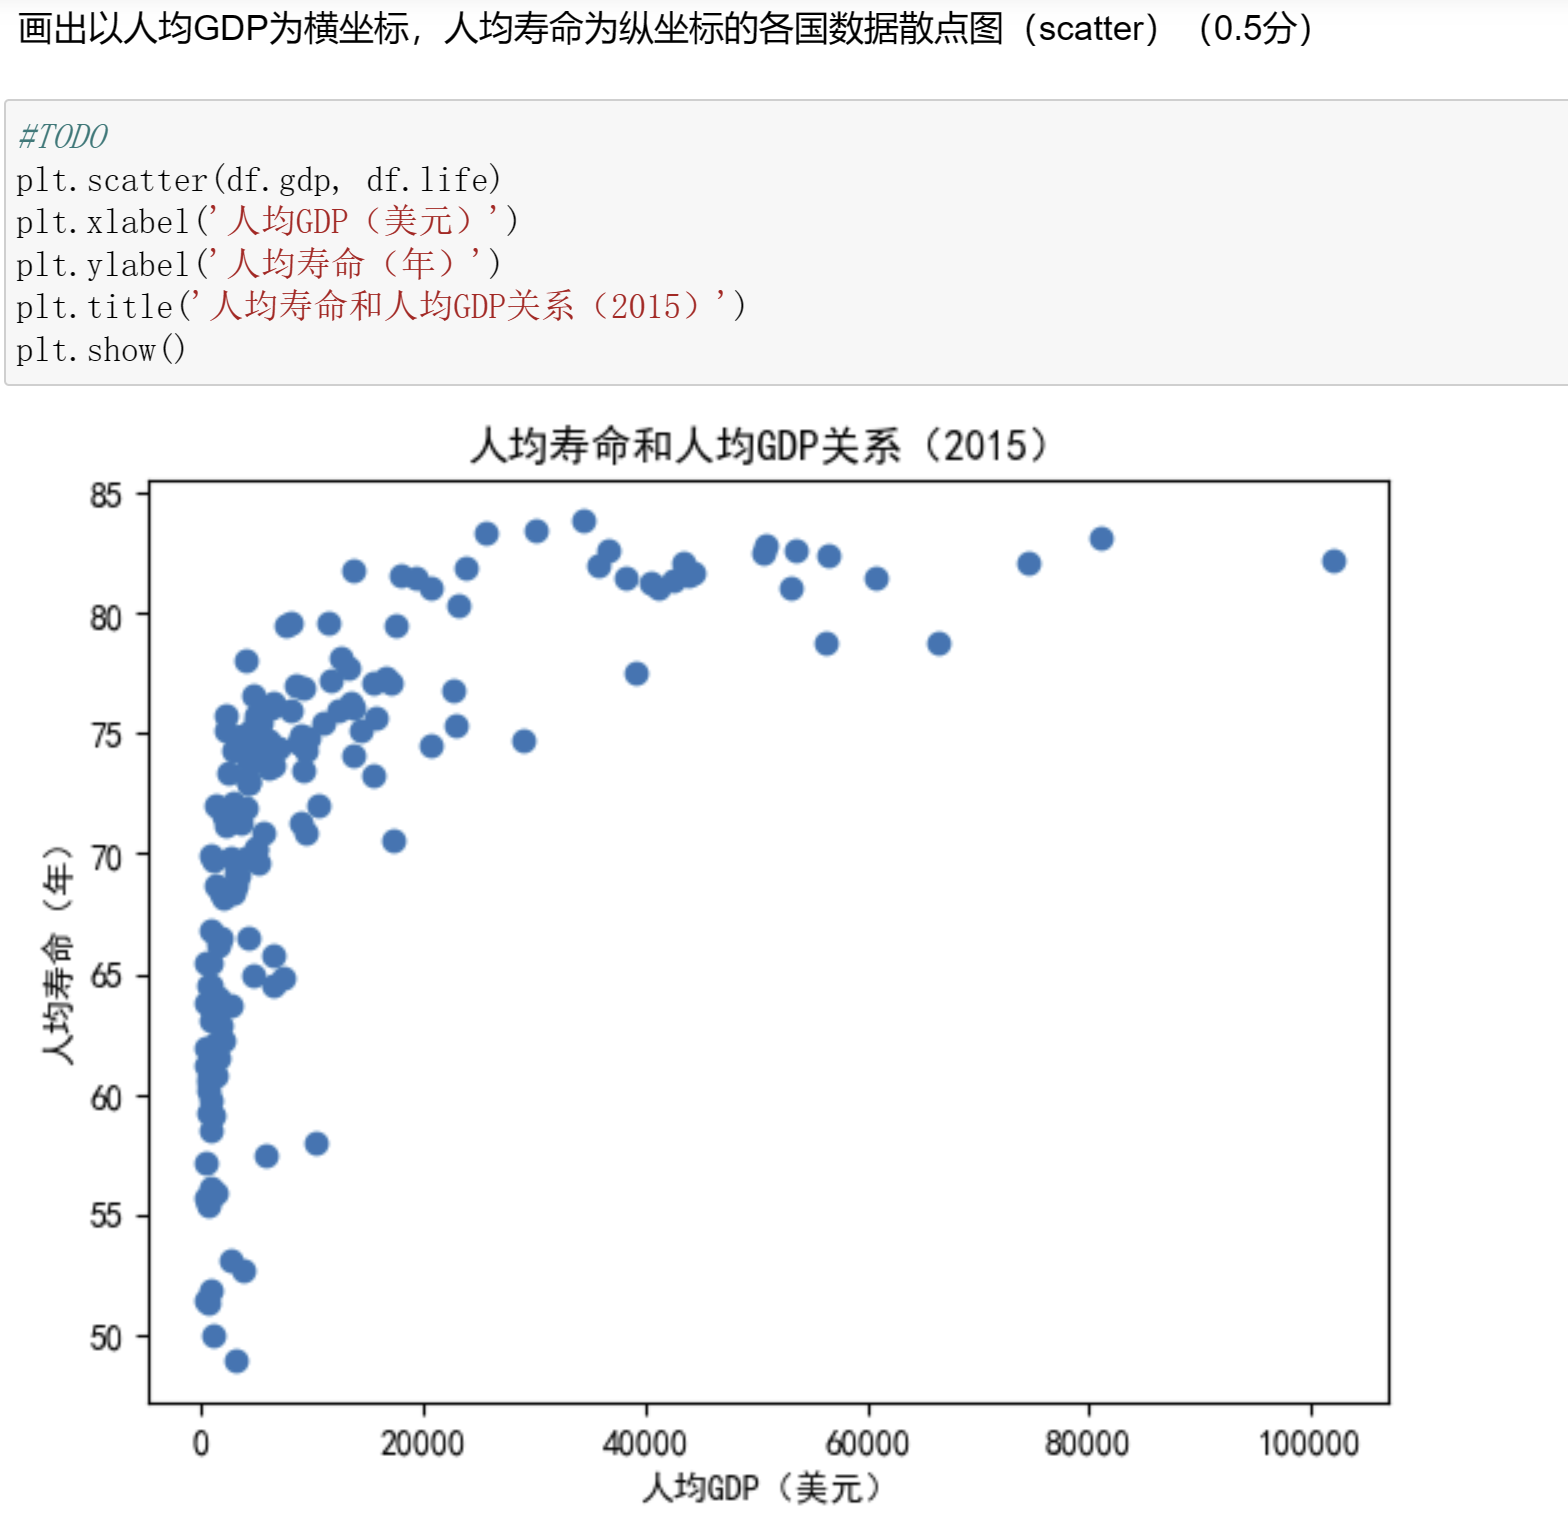 画出以人均GDP为横坐标，人均寿命为纵坐标的各国数据散点图（scatter）（0.5分）
#TODO
plt.scatter(df.gdp, df.life)
plt.xlabel('人均GDP（美元）')
plt.ylabel('人均寿命（年）')
plt.title('人均寿命和人均GDP关系（2015）')
plt.show()
人均寿命和人均GDP关系（2015）
85
80
75
70
65
60
55
50
人均寿命（年）
0 20000 40000 60000 80000 100000
人均GDP（美元）